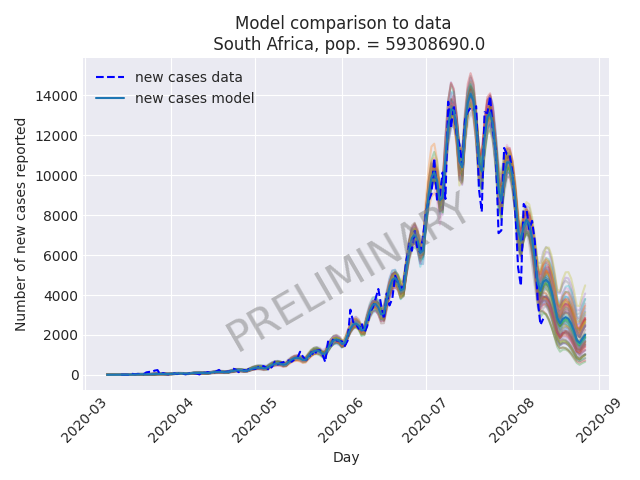 Model comparison to data
South Africa, pop. = 59308690.0
new cases data
new cases model
Number of new cases reported
14000
12000
10000
8000
6000
4000
2000
0
PRELIMINARY
2020-03
2020-04
2020-05
2020-06
2020-07
2020-08
2020-09
Day